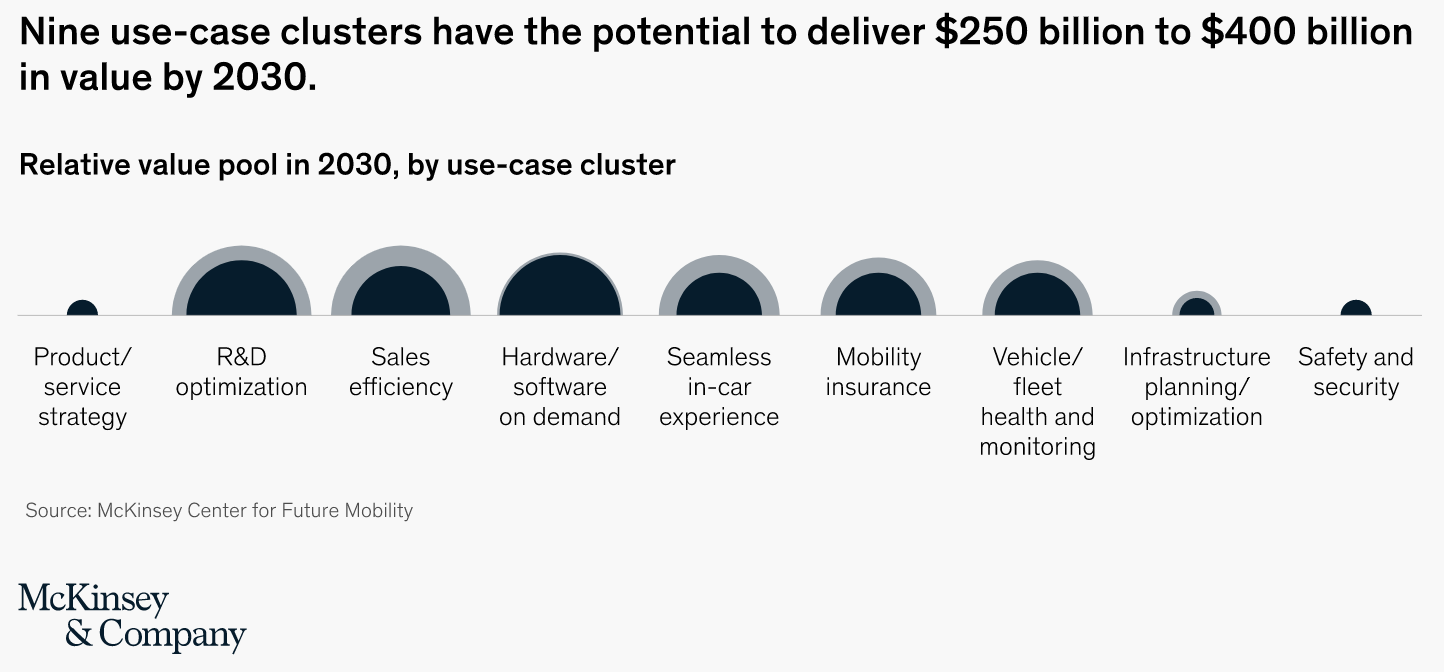 Nine use-case clusters have the potential to deliver $250 billion to $400 billion
in value by 2030.
Relative value pool in 2030, by use-case cluster
Product/
service
strategy
R&D
optimization
Sales
efficiency
Hardware/
software
on demand
Seamless
in-car
experience
Mobility
insurance
Vehicle/
fleet
health and
monitoring
Infrastructure
planning/
optimization
Safety and
security
Source: McKinsey Center for Future Mobility
McKinsey
& Company